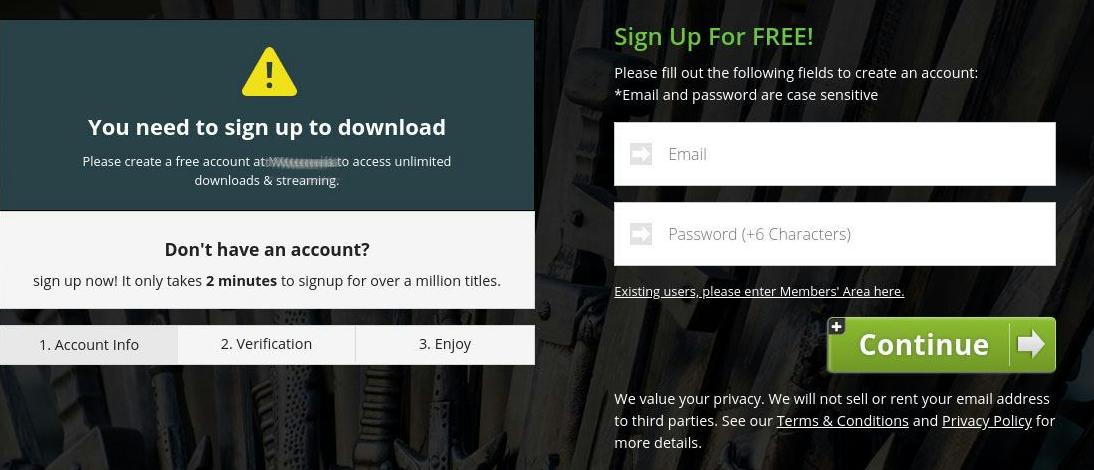 You need to sign up to download
Please create a free account at to access unlimited
downloads & streaming.
Don't have an account?
sign up now! It only takes 2 minutes to signup for over a million titles.
1. Account Info
2. Verification
3. Enjoy
Sign Up For FREE!
Please fill out the following fields to create an account:
*Email and password are case sensitive
Email
Password (+6 Characters)
Existing users, please enter Members' Area here.
Continue
We value your privacy. We will not sell or rent your email address
to third parties. See our Terms & Conditions and Privacy Policy for
more details.